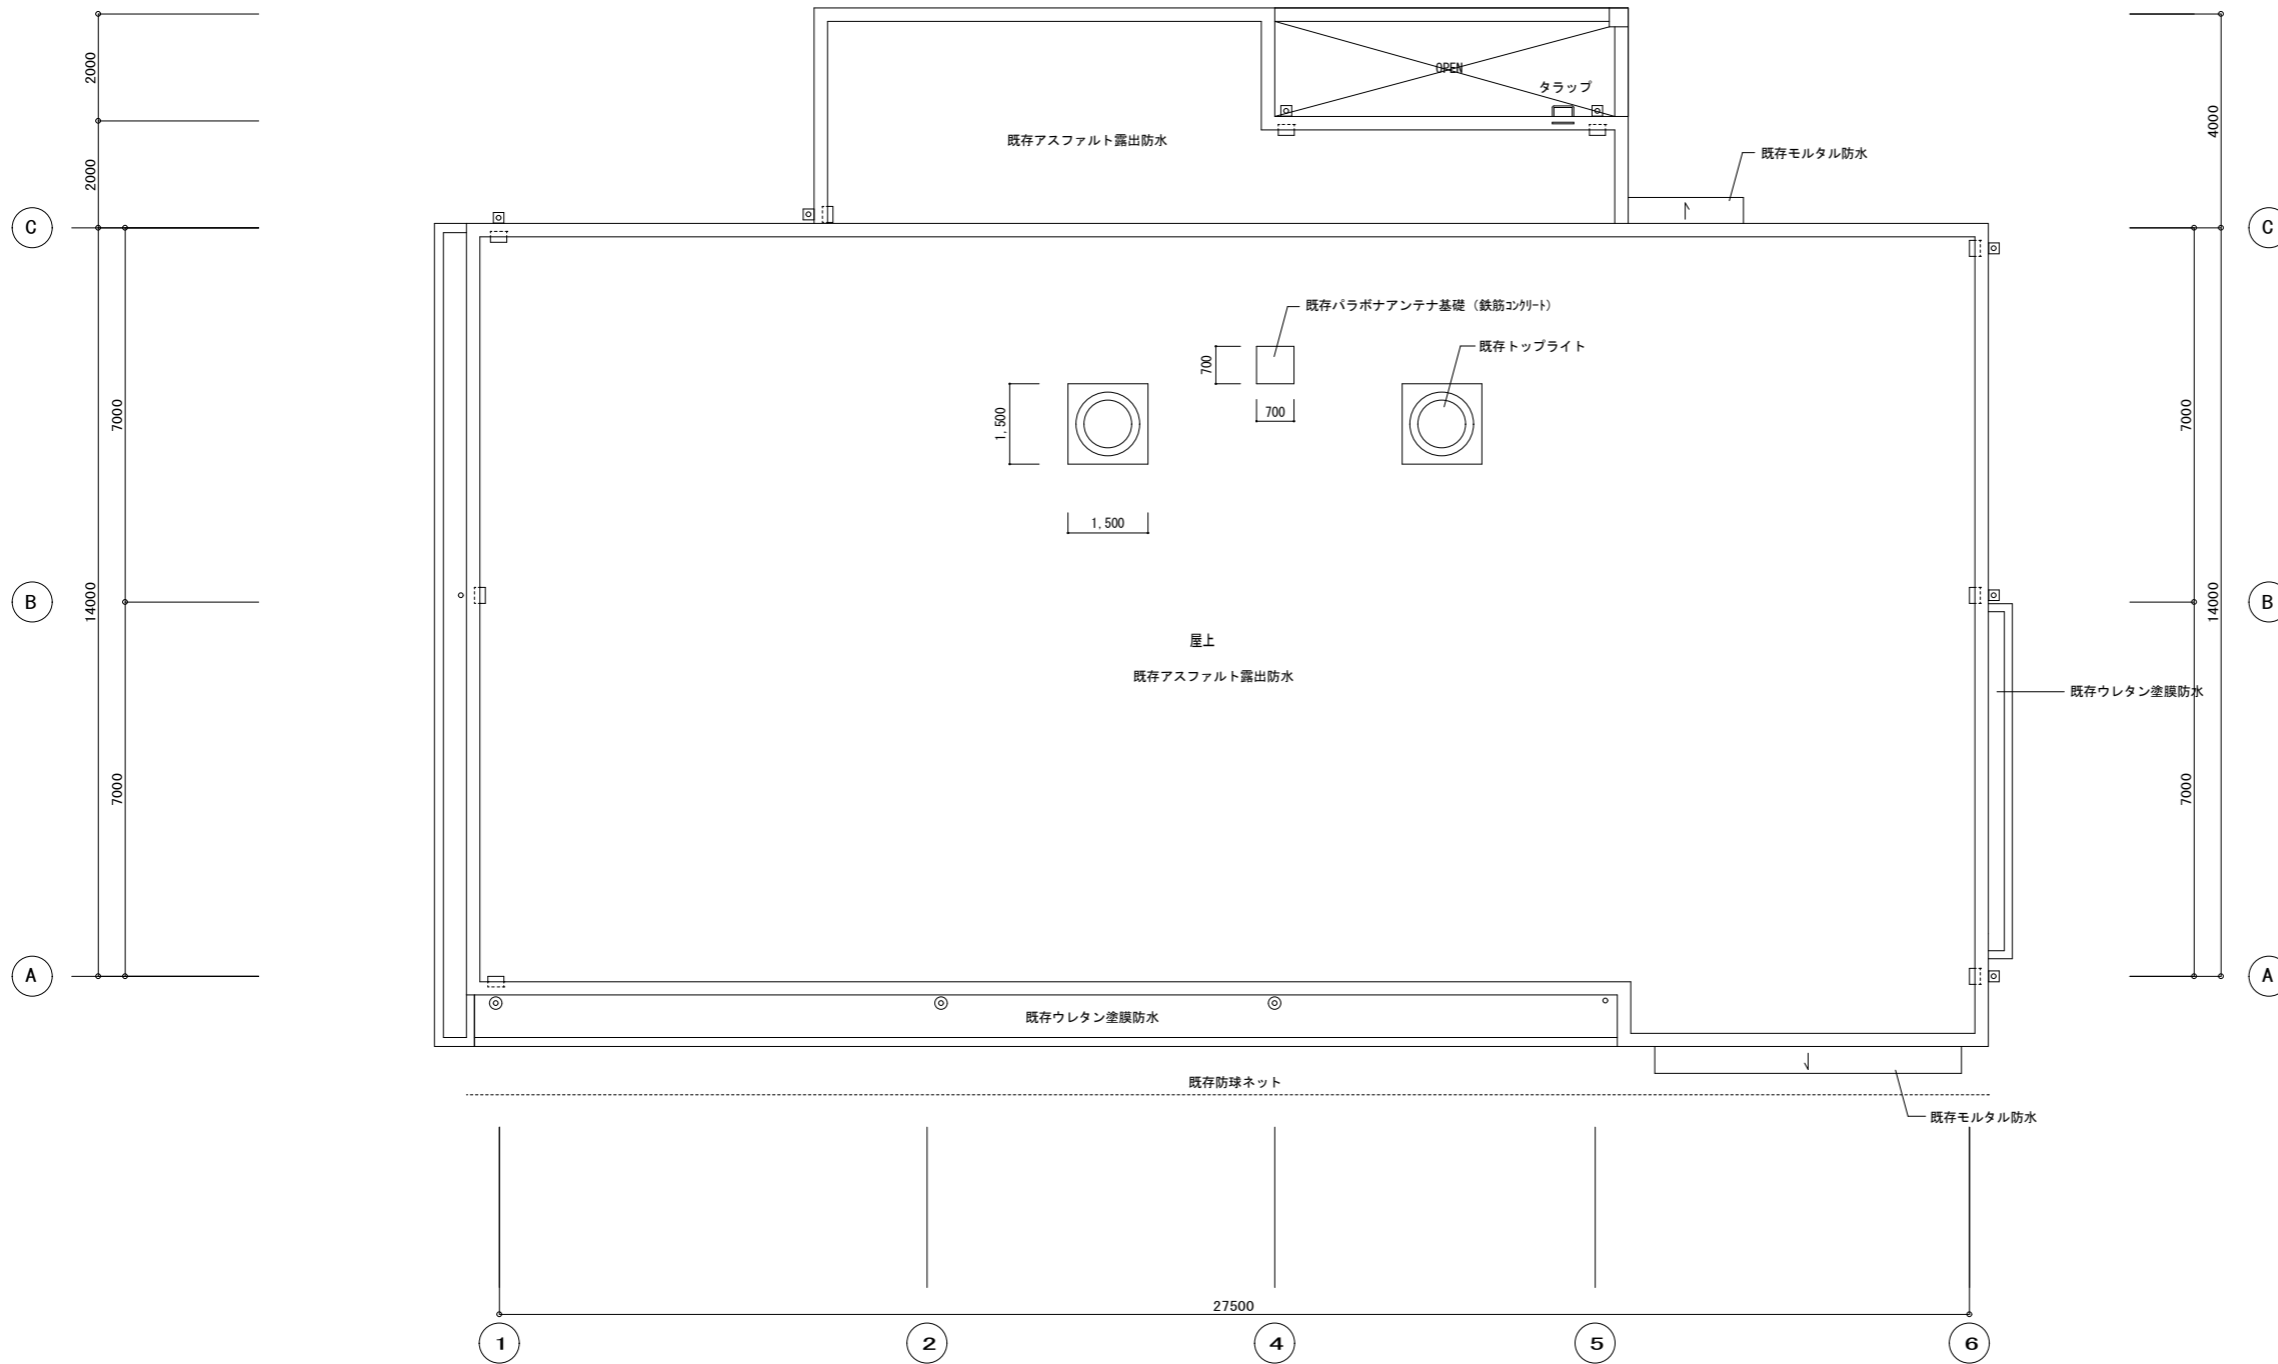 2000
2000
4000
OPEN
タラップ
既存アスファルト露出防水
既存モルタル防水
C
C
既存パラボナアンテナ基礎（鉄筋ｺﾝｸﾘｰﾄ）
既存トップライト
700
700
1,500
1,500
7000
7000
B
14000
14000
B
屋上
既存アスファルト露出防水
既存ウレタン塗膜防水
7000
7000
A
A
既存ウレタン塗膜防水
既存防球ネット
既存モルタル防水
27500
1
2
4
5
6